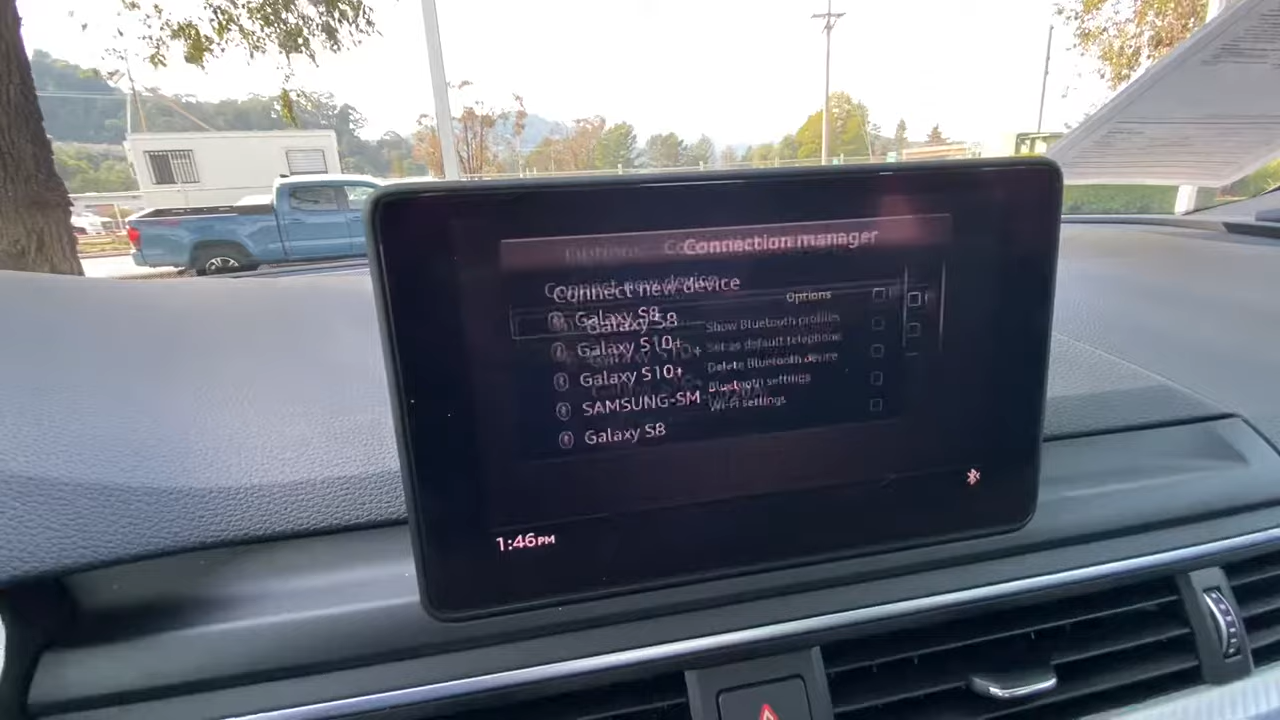 Connection manager
Connect new device
Galaxy S8
Galaxy S10+
Galaxy S10+
SAMSUNG-SM
Galaxy S8
Options
Show Bluetooth profiles
Set as default telephone
Delete Bluetooth device
Bluetooth settings
Wi-Fi settings
1:46PM